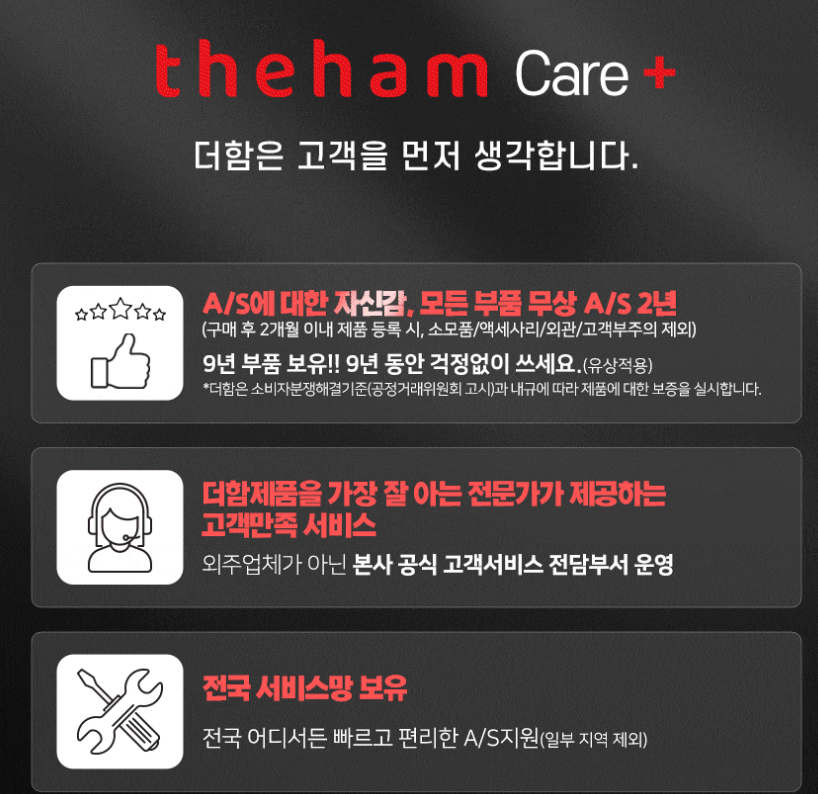 theham Care +
더함은 고객을 먼저 생각합니다.
A/S에 대한 자신감, 모든 부품 무상 A/S 2년
(구매 후 2개월 이내 제품 등록 시, 소모품/액세사리/외관/고객부주의 제외)
9년 부품 보유!! 9년 동안 걱정없이 쓰세요.(유상적용)
*더함은 소비자분쟁해결기준(공정거래위원회 고시)과 내규에 따라 제품에 대한 보증을 실시합니다.
더함제품을 가장 잘 아는 전문가가 제공하는
고객만족 서비스
외주업체가 아닌 본사 공식 고객서비스 전담부서 운영
전국 서비스망 보유
전국 어디서든 빠르고 편리한 A/S지원(일부 지역 제외)